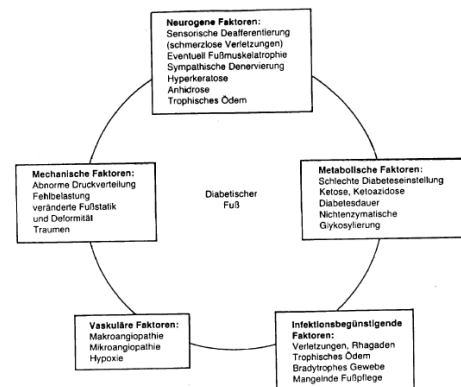 Neurogene Faktoren:
Sensorische Deafferentierung
(schmerzlose Verletzungen)
Eventuell Fußmuskelatrophie
Sympathische Denervierung
Hyperkeratose
Anhidrose
Trophisches Ödem
Mechanische Faktoren:
Abnorme Druckverteilung
Fehlbelastung
veränderte Fußstatik
und Deformität
Traumen
Diabetischer
Fuß
Metabolische Faktoren:
Schlechte Diabeteseinstellung
Ketose, Ketoazidose
Diabetesdauer
Nichtenzymatische
Glykosylierung
Vaskuläre Faktoren:
Makroangiopathie
Mikroangiopathie
Hypoxie
Infektionsbegünstigende
Faktoren:
Verletzungen, Rhagaden
Trophisches Ödem
Bradytrophes Gewebe
Mangelnde Fußpflege